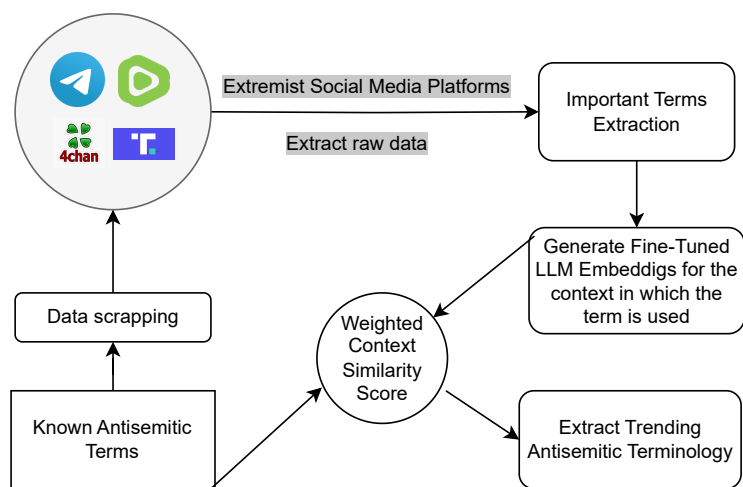 Extremist Social Media Platforms
Extract raw data
4chan
T.
Important Terms
Extraction
Generate Fine-Tuned
LLM Embeddigs for the
context in which the
term is used
Data scrapping
Weighted
Context
Similarity
Score
Known Antisemitic
Terms
Extract Trending
Antisemitic Terminology